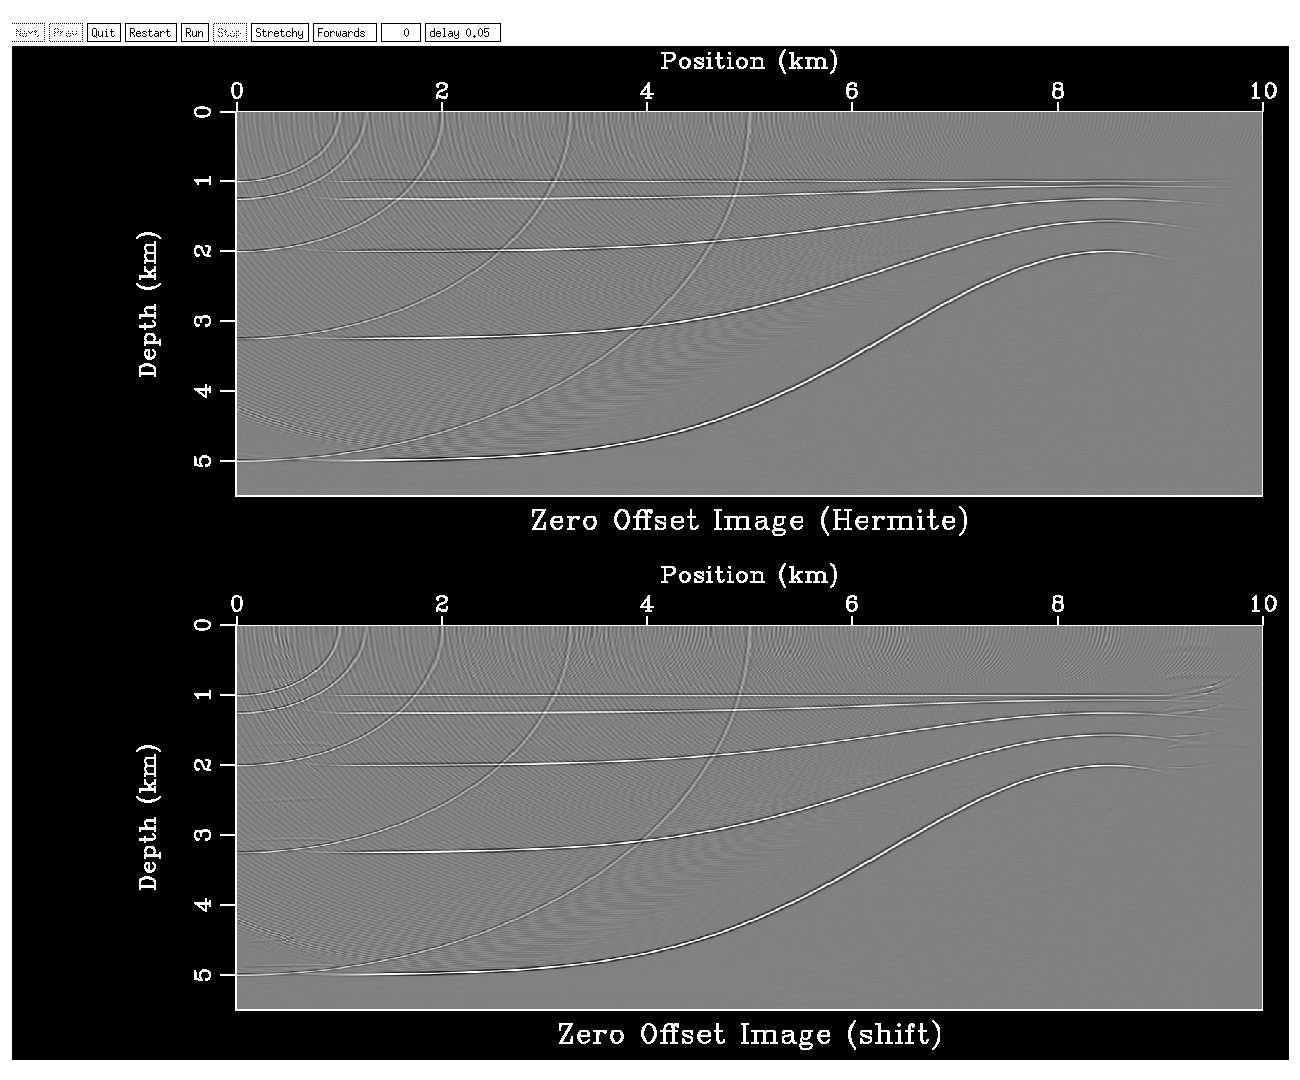 Next Prev Quit Restart Run Stop Stretchy Forwards 0 delay 0.05
Position (km)
0 2 4 6 8 10
0
1
2
3
4
5
Depth (km)
Zero Offset Image (Hermite)
Position (km)
0 2 4 6 8 10
0
1
2
3
4
5
Depth (km)
Zero Offset Image (shift)